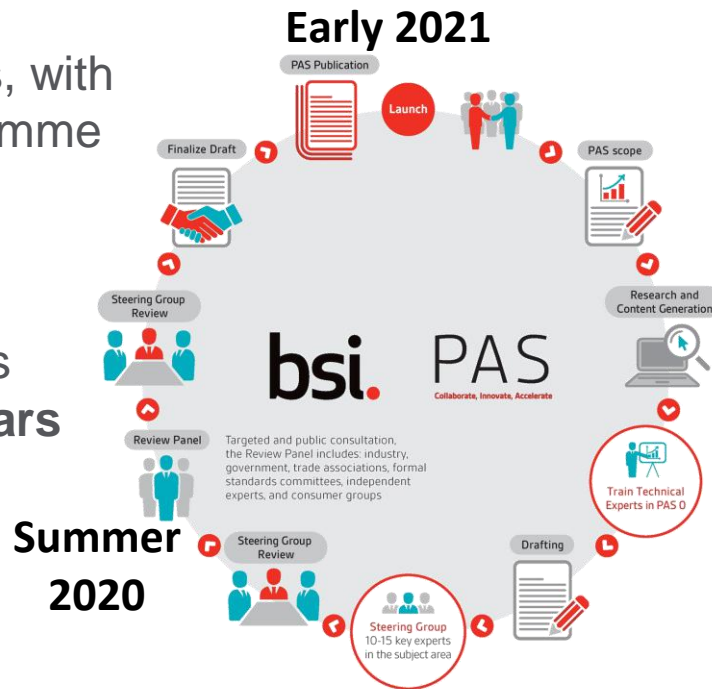 Early 2021
s, with
mme
s
ars
Summer
2020
PAS Publication
Launch
PAS scope
Research and
Content Generation
Train Technical
Experts in PAS 0
Drafting
Steering Group
10-15 key experts
in the subject area
Steering Group
Review
Review Panel
Steering Group
Review
Finalize Draft
bsi.
PAS
Collaborate, Innovate, Accelerate
Targeted and public consultation,
the Review Panel includes: industry,
government, trade associations, formal
standards committees, independent
experts, and consumer groups